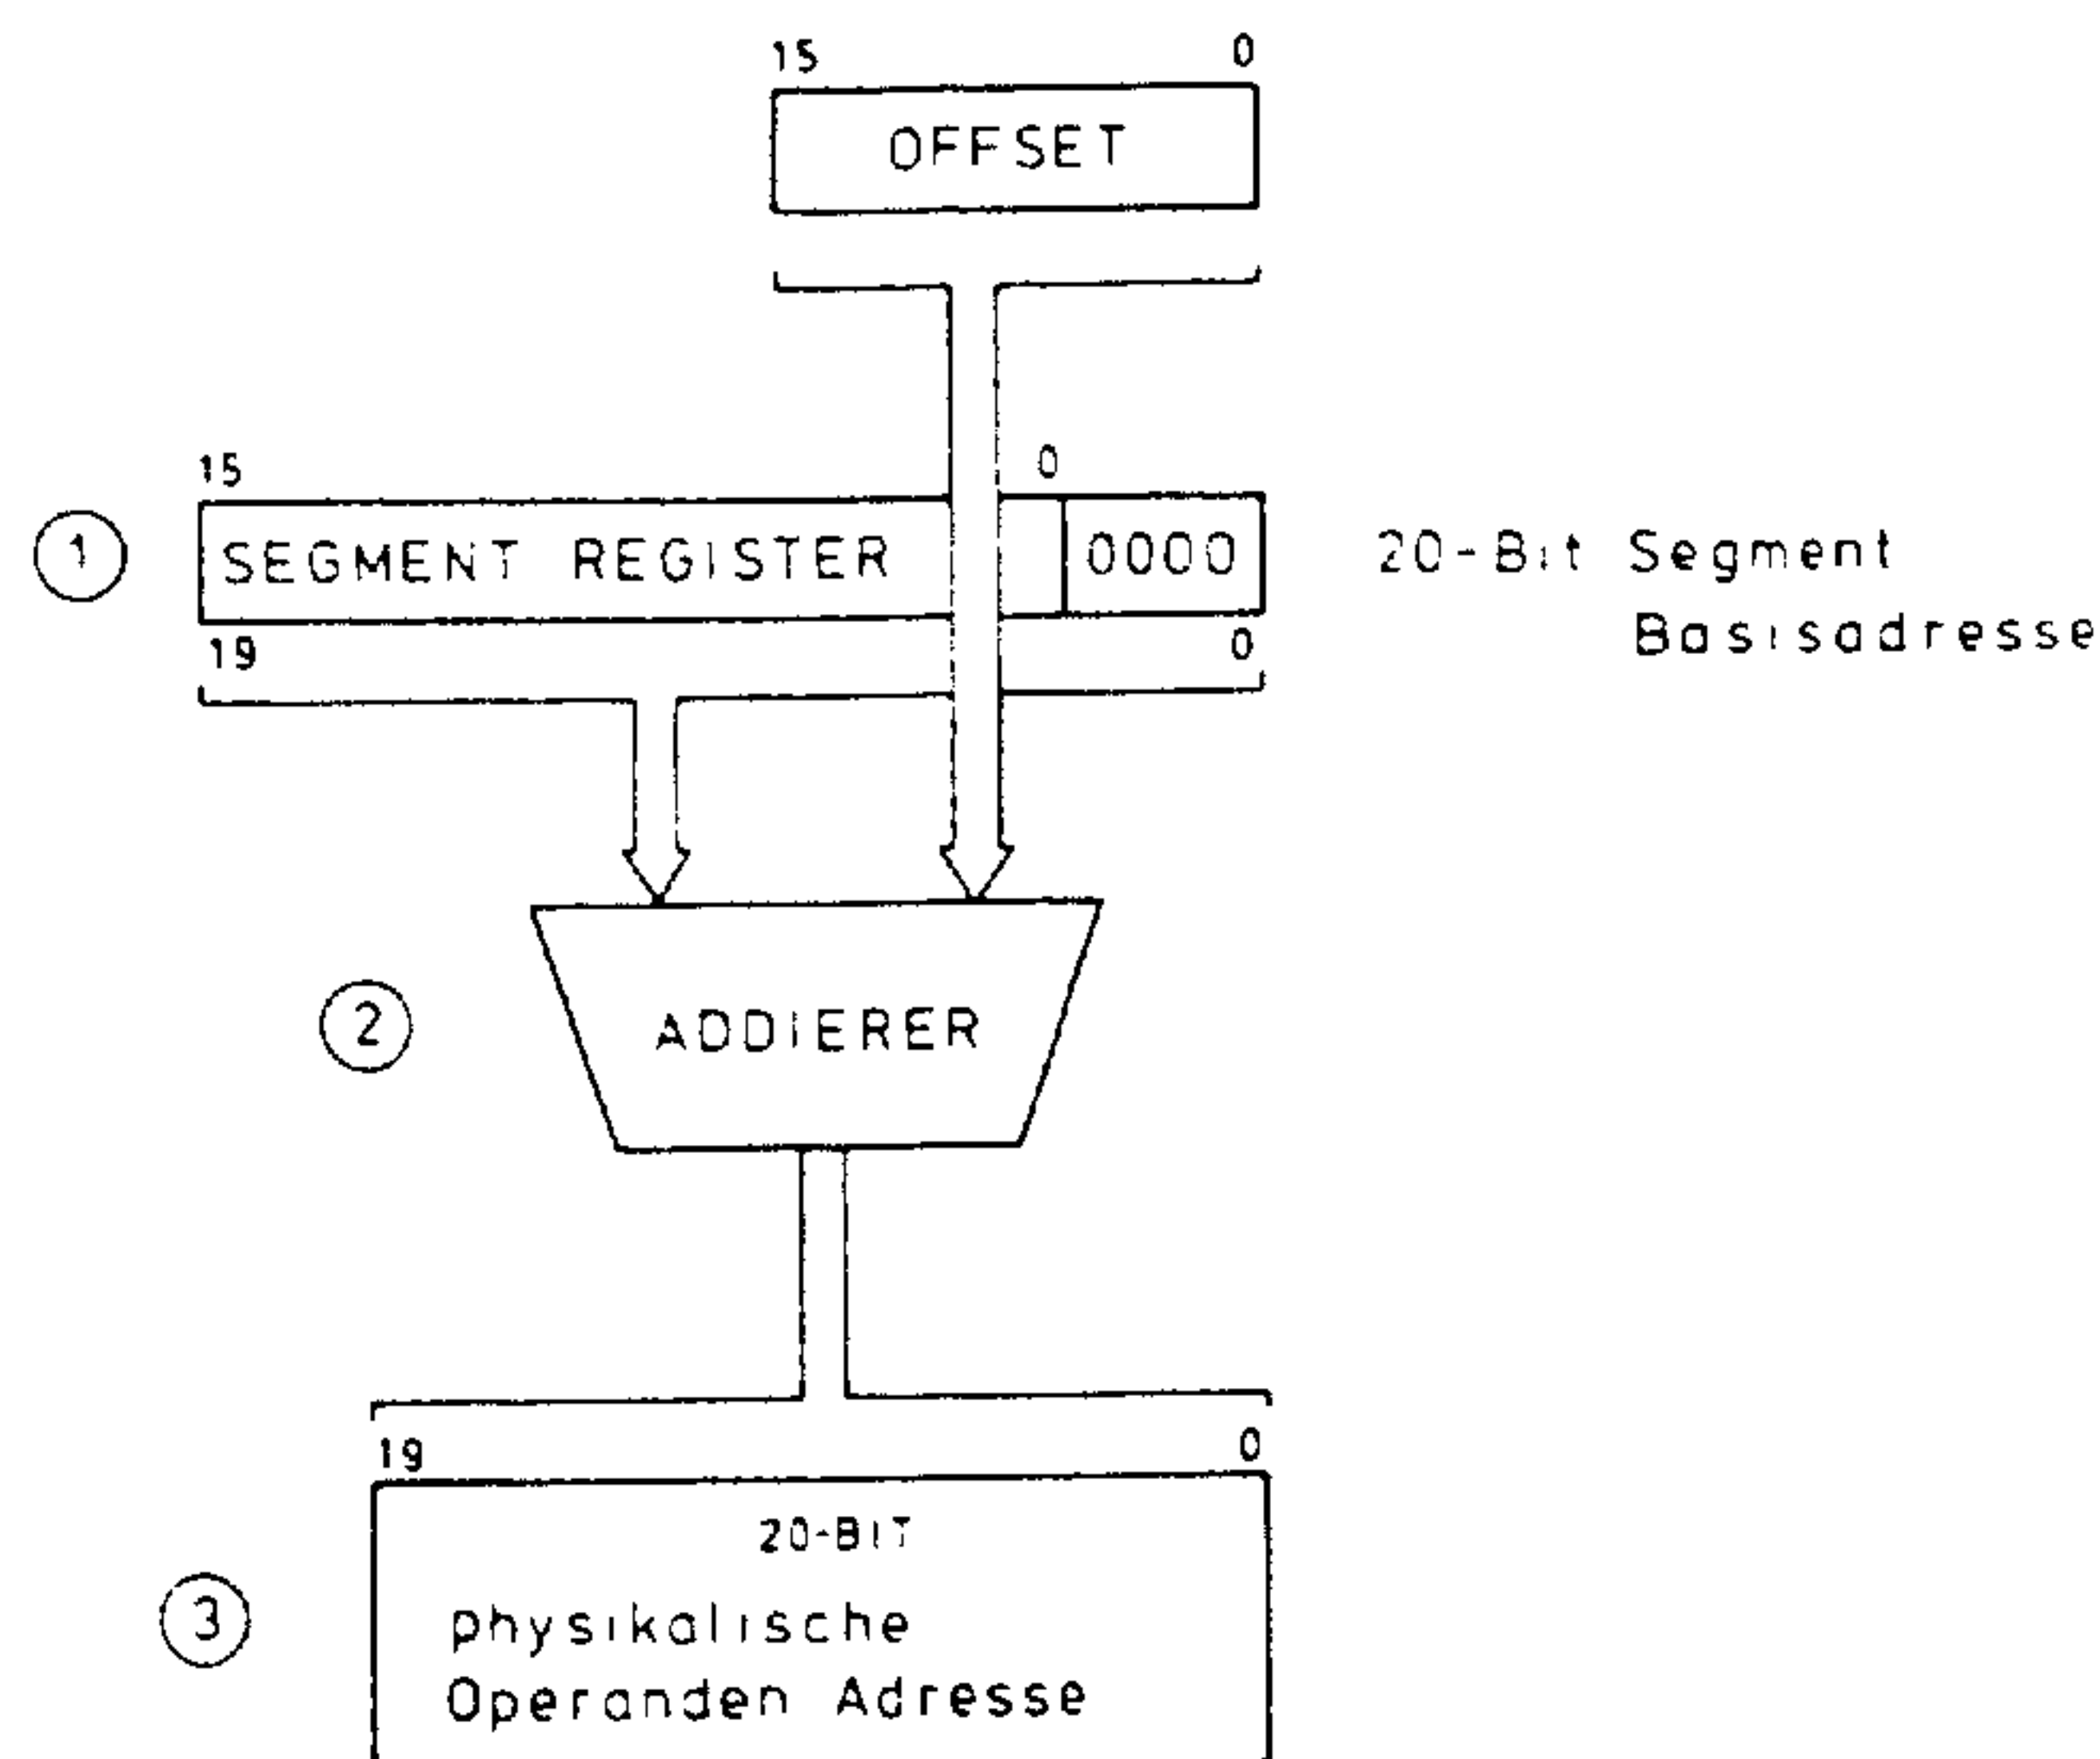 15 0
OFFSET
15 0
1 SEGMENT REGISTER 0000 20-Bit Segment
Basisadresse
19 0
2 ADDIERER
19 0
20-BIT
3 physikalische
Operanden Adresse